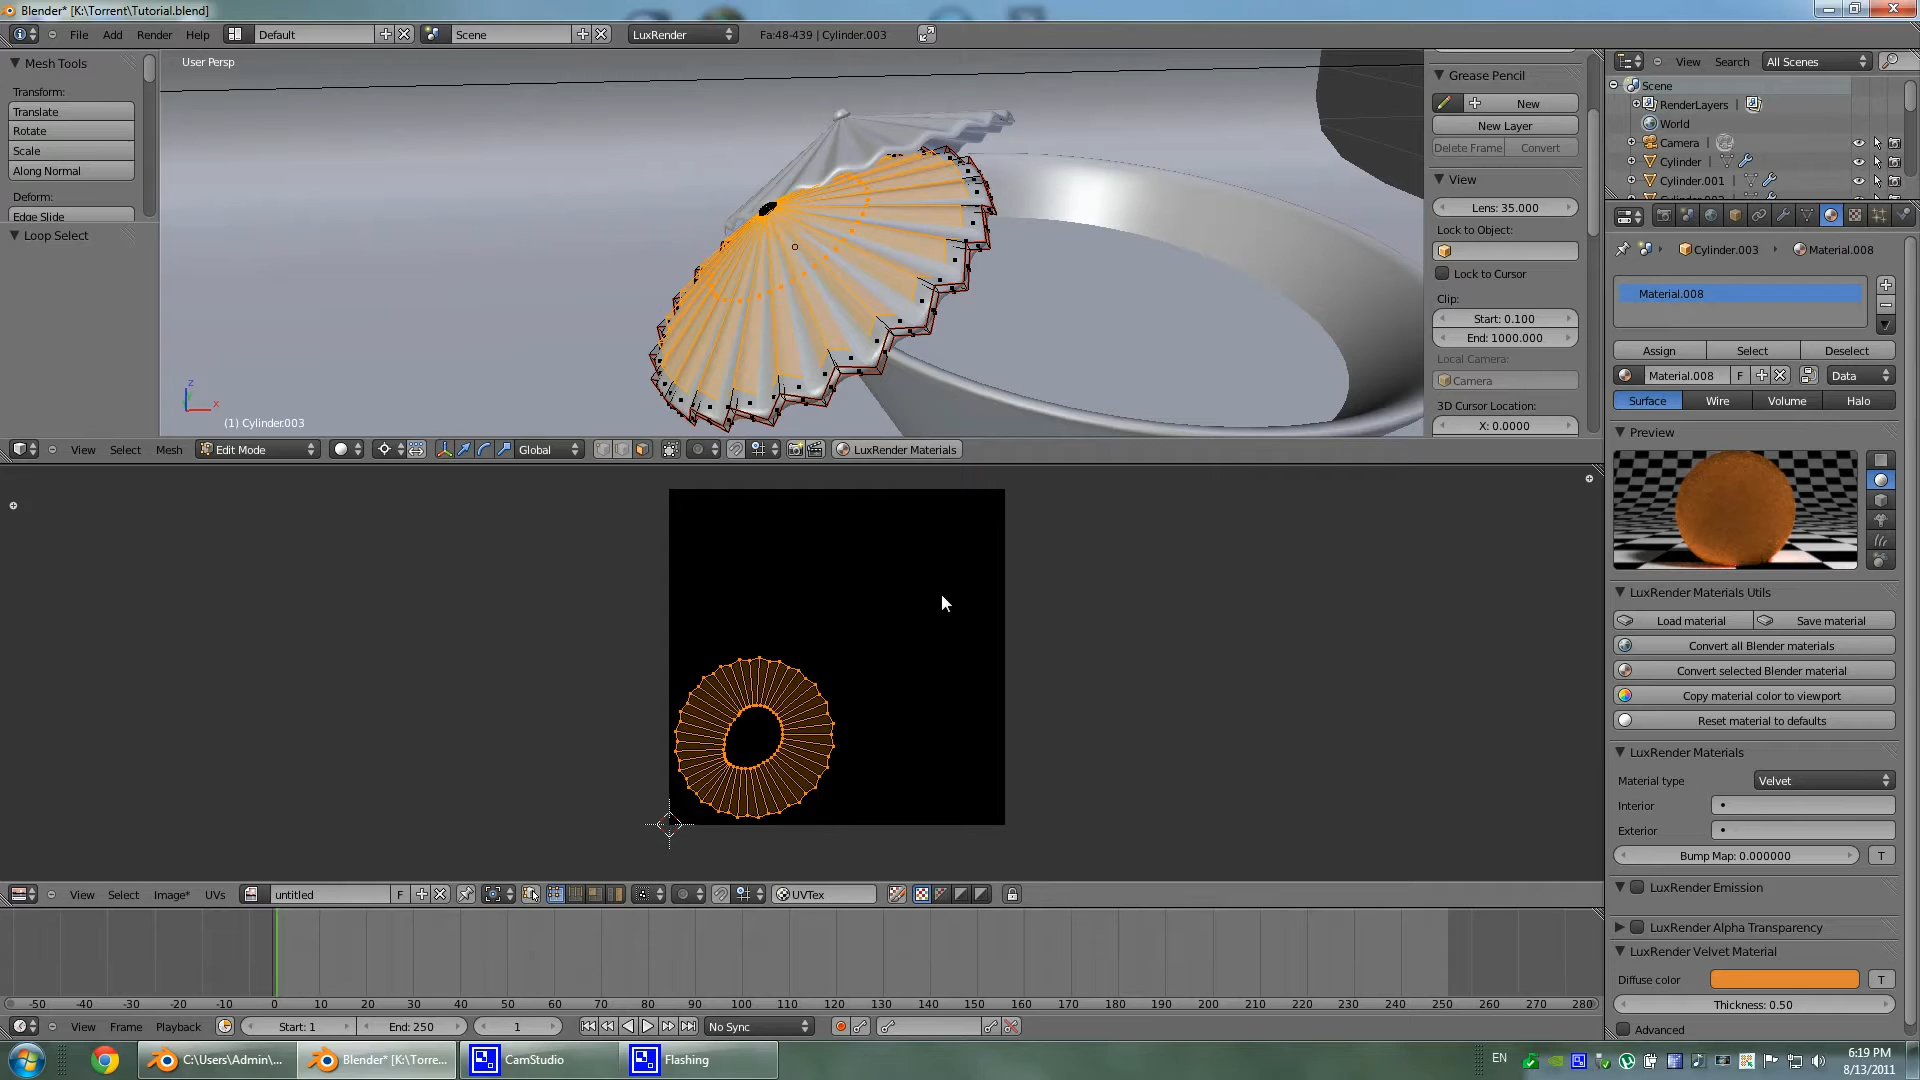 Blender* [K:\Torrent\Tutorial.blend]
File Add Render Help Default Scene LuxRender Fa:48-439 | Cylinder.003
Mesh Tools
Transform:
Translate
Rotate
Scale
Along Normal
Deform:
Edge Slide
Loop Select
User Persp
Z
X
(1) Cylinder.003
Grease Pencil
New
New Layer
Delete Frame Convert
View
Lens: 35.000
Lock to Object:
Lock to Cursor
Clip:
Start: 0.100
End: 1000.000
Local Camera:
Camera
3D Cursor Location:
X: 0.0000
View Search All Scenes
Scene
RenderLayers
World
Camera
Cylinder
Cylinder.001
Cylinder.003 Material.008
Material.008
Assign Select Deselect
Material.008 F Data
Surface Wire Volume Halo
Preview
LuxRender Materials Utils
Load material Save material
Convert all Blender materials
Convert selected Blender material
Copy material color to viewport
Reset material to defaults
LuxRender Materials
Material type Velvet
Interior
Exterior
Bump Map: 0.000000 T
LuxRender Emission
LuxRender Alpha Transparency
LuxRender Velvet Material
Diffuse color T
Thickness: 0.50
Advanced
View Select Mesh Edit Mode Global LuxRender Materials
View Select Image* UVs untitled F UVTex
-50 -40 -30 -20 -10 0 10 20 30 40 50 60 70 80 90 100 110 120 130 140 150 160 170 180 190 200 210 220 230 240 250 260 270 280
View Frame Playback Start: 1 End: 250 1 No Sync
C:\Users\Admin\... Blender* [K:\Torre... CamStudio Flashing
EN 6:19 PM
8/13/2011